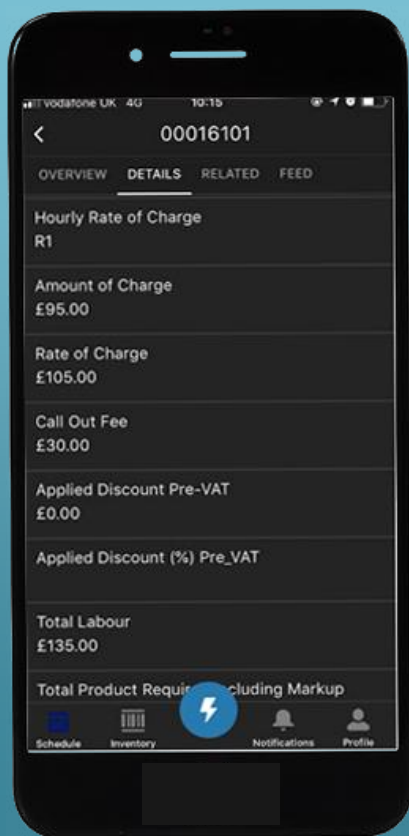 vodafone UK 4G 10:15
00016101
OVERVIEW DETAILS RELATED FEED
Hourly Rate of Charge
R1
Amount of Charge
£95.00
Rate of Charge
£105.00
Call Out Fee
£30.00
Applied Discount Pre-VAT
£0.00
Applied Discount (%) Pre_VAT
Total Labour
£135.00
Total Product cluding Markup
Schedule Inventory Notifications Profile